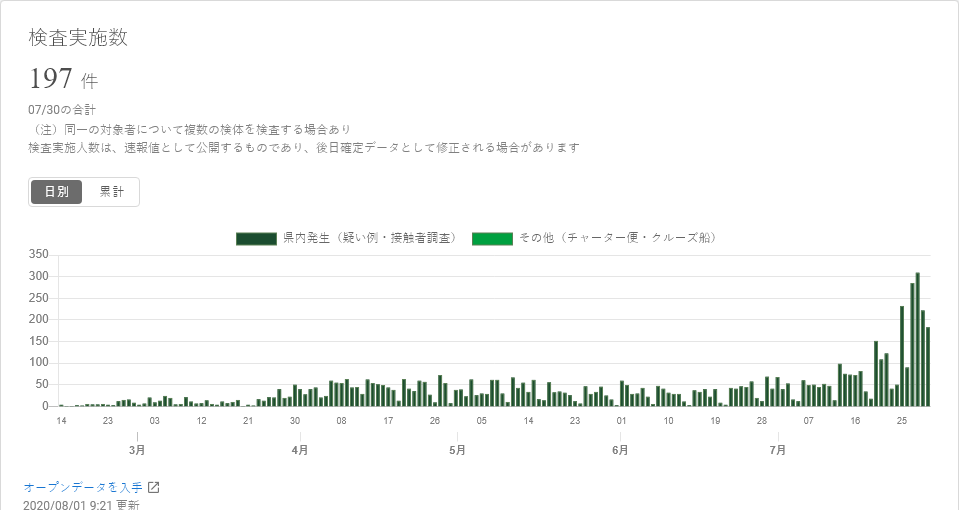 検査実施数
197 件
07/30の合計
（注）同一の対象者について複数の検体を検査する場合あり
検査実施人数は、速報値として公開するものであり、後日確定データとして修正される場合があります
日別 累計
県内発生（疑い例・接触者調査） その他（チャーター便・クルーズ船）
350
300
250
200
150
100
50
0
14 23 03 12 21 30 08 17 26 05 14 23 01 10 19 28 07 16 25
3月 4月 5月 6月 7月
オープンデータを入手
2020/08/01 9:21 更新